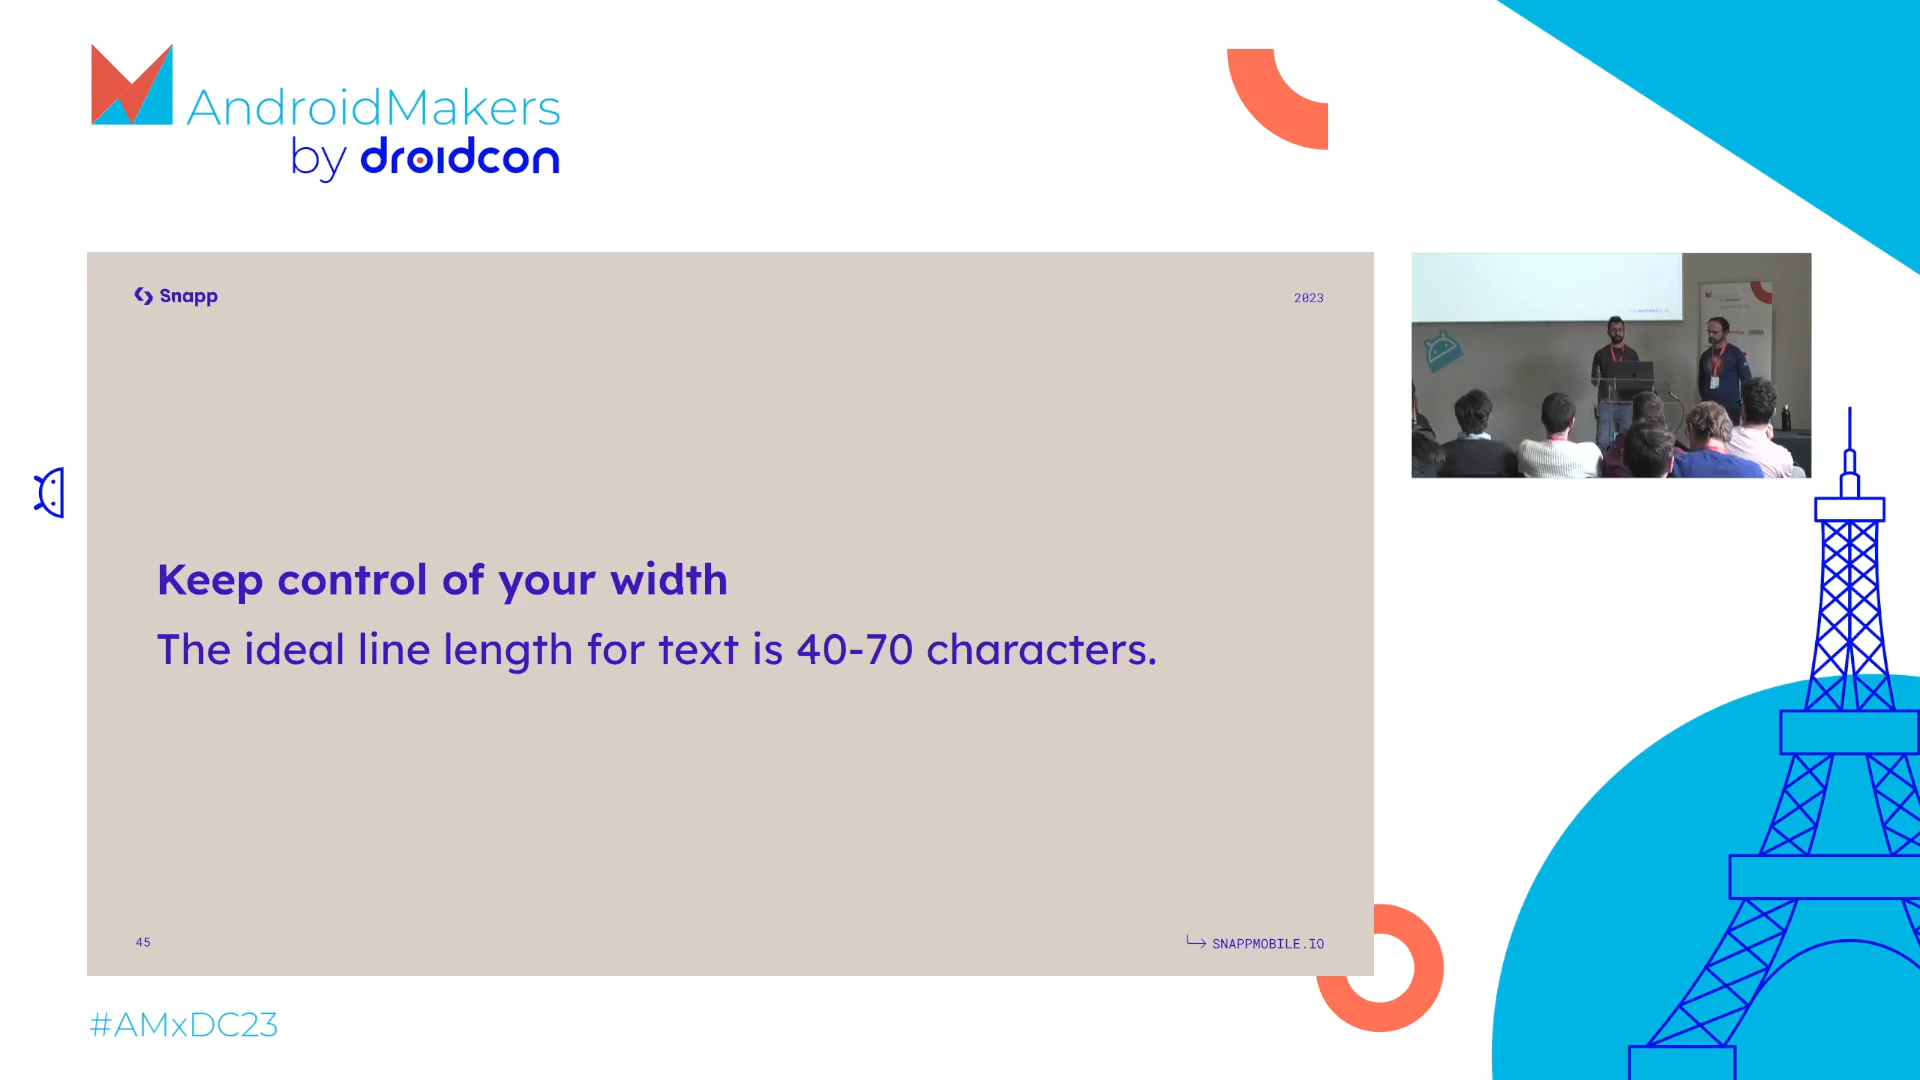 AndroidMakers
by droidcon
Snapp
2023
Keep control of your width
The ideal line length for text is 40-70 characters.
45
SNAPPMOBILE.IO
#AMxDC23